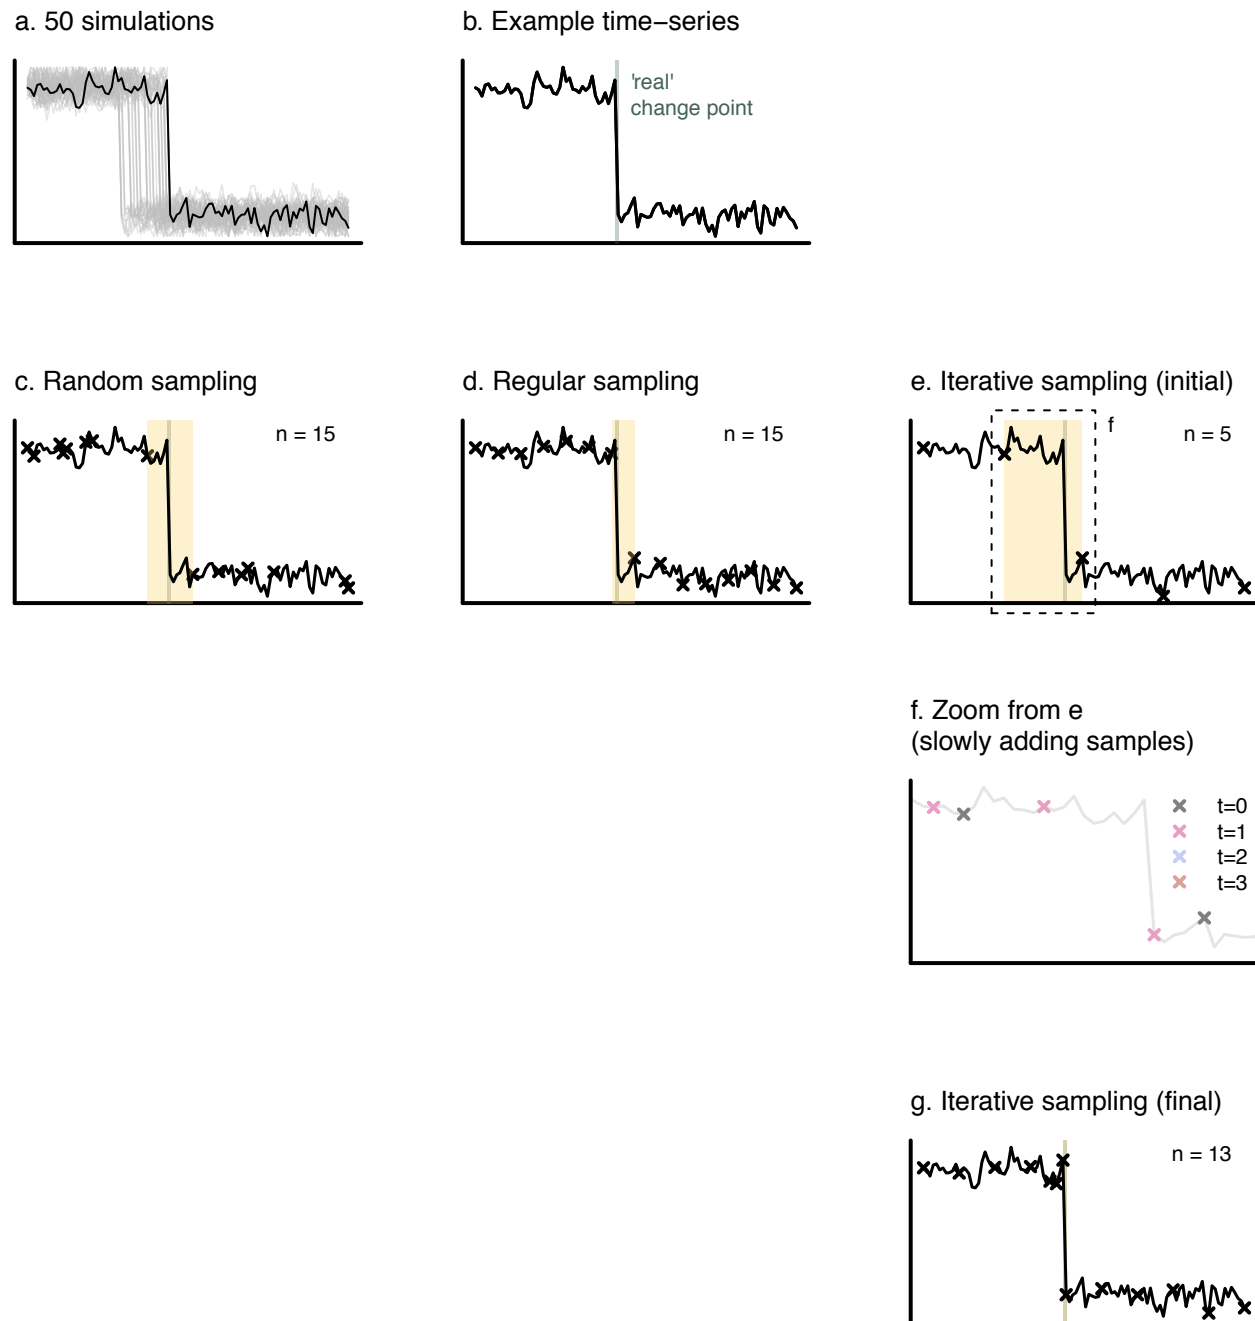 a. 50 simulations
b. Example time−series
'real'
change point
c. Random sampling
n = 15
d. Regular sampling
n = 15
e. Iterative sampling (initial)
f
n = 5
f. Zoom from e
(slowly adding samples)
t=0
t=1
t=2
t=3
g. Iterative sampling (final)
n = 13